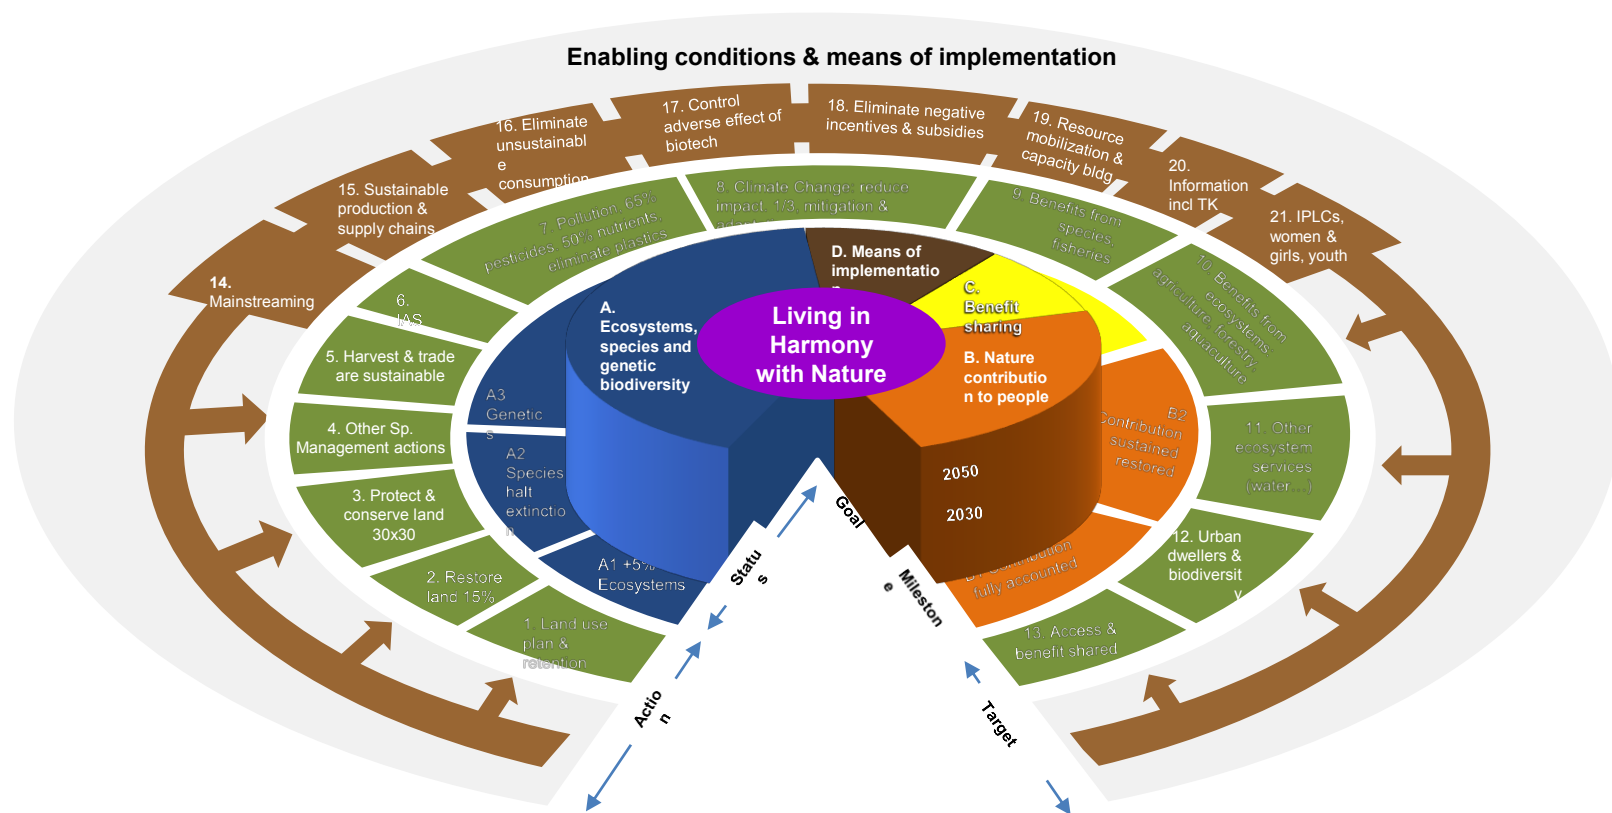 Enabling conditions & means of implementation
14.
Mainstreaming
15. Sustainable
production &
supply chains
16. Eliminate
unsustainabl
e
consumption
17. Control
adverse effect of
biotech
18. Eliminate negative
incentives & subsidies
19. Resource
mobilization &
capacity bldg
20.
Information
incl TK
21. IPLCs,
women &
girls, youth
1. Land use
plan &
retention
2. Restore
land 15%
3. Protect &
conserve land
30x30
4. Other Sp.
Management actions
5. Harvest & trade
are sustainable
6.
IAS
7. Pollution, 65%
pesticides, 50% nutrients,
eliminate plastics
8. Climate Change, reduce
impact, 1/3, mitigation &
9. Benefits from
species,
fisheries
10. Benefits from
ecosystems:
agriculture, forestry,
aquaculture
11. Other
ecosystem
services
(water…)
12. Urban
dwellers &
biodiversit
y
13. Access &
benefit shared
A.
Ecosystems,
species and
genetic
biodiversity
D. Means of
implementatio
n
C.
Benefit
sharing
B. Nature
contributio
n to people
Living in
Harmony
with Nature
A3
Genetic
s
A2
Species
halt
extinctio
n
A1 +5%
Ecosystems
B2
Contribution
sustained
restored
Contribution
fully accounted
2050
2030
Goal
Mileston
e
Target
Statu
s
Actio
n